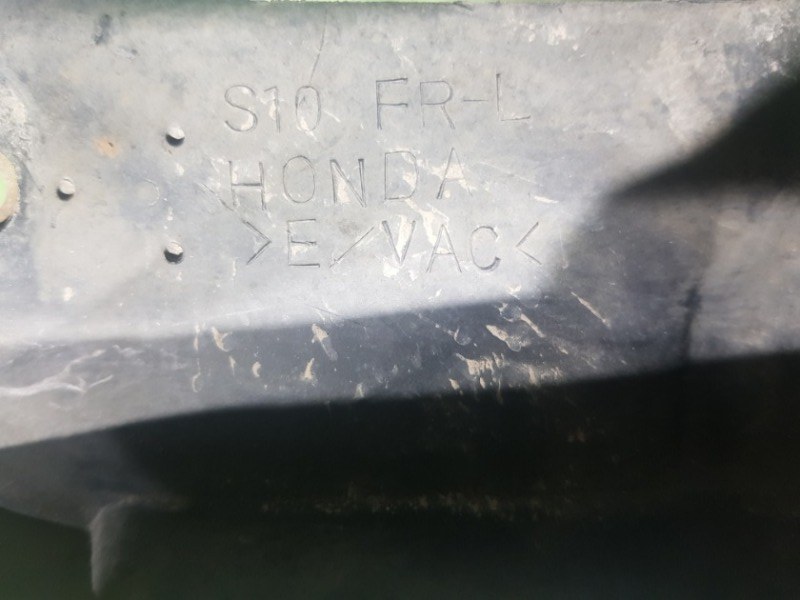 S10 FR-L
HONDA
>E/VAC<